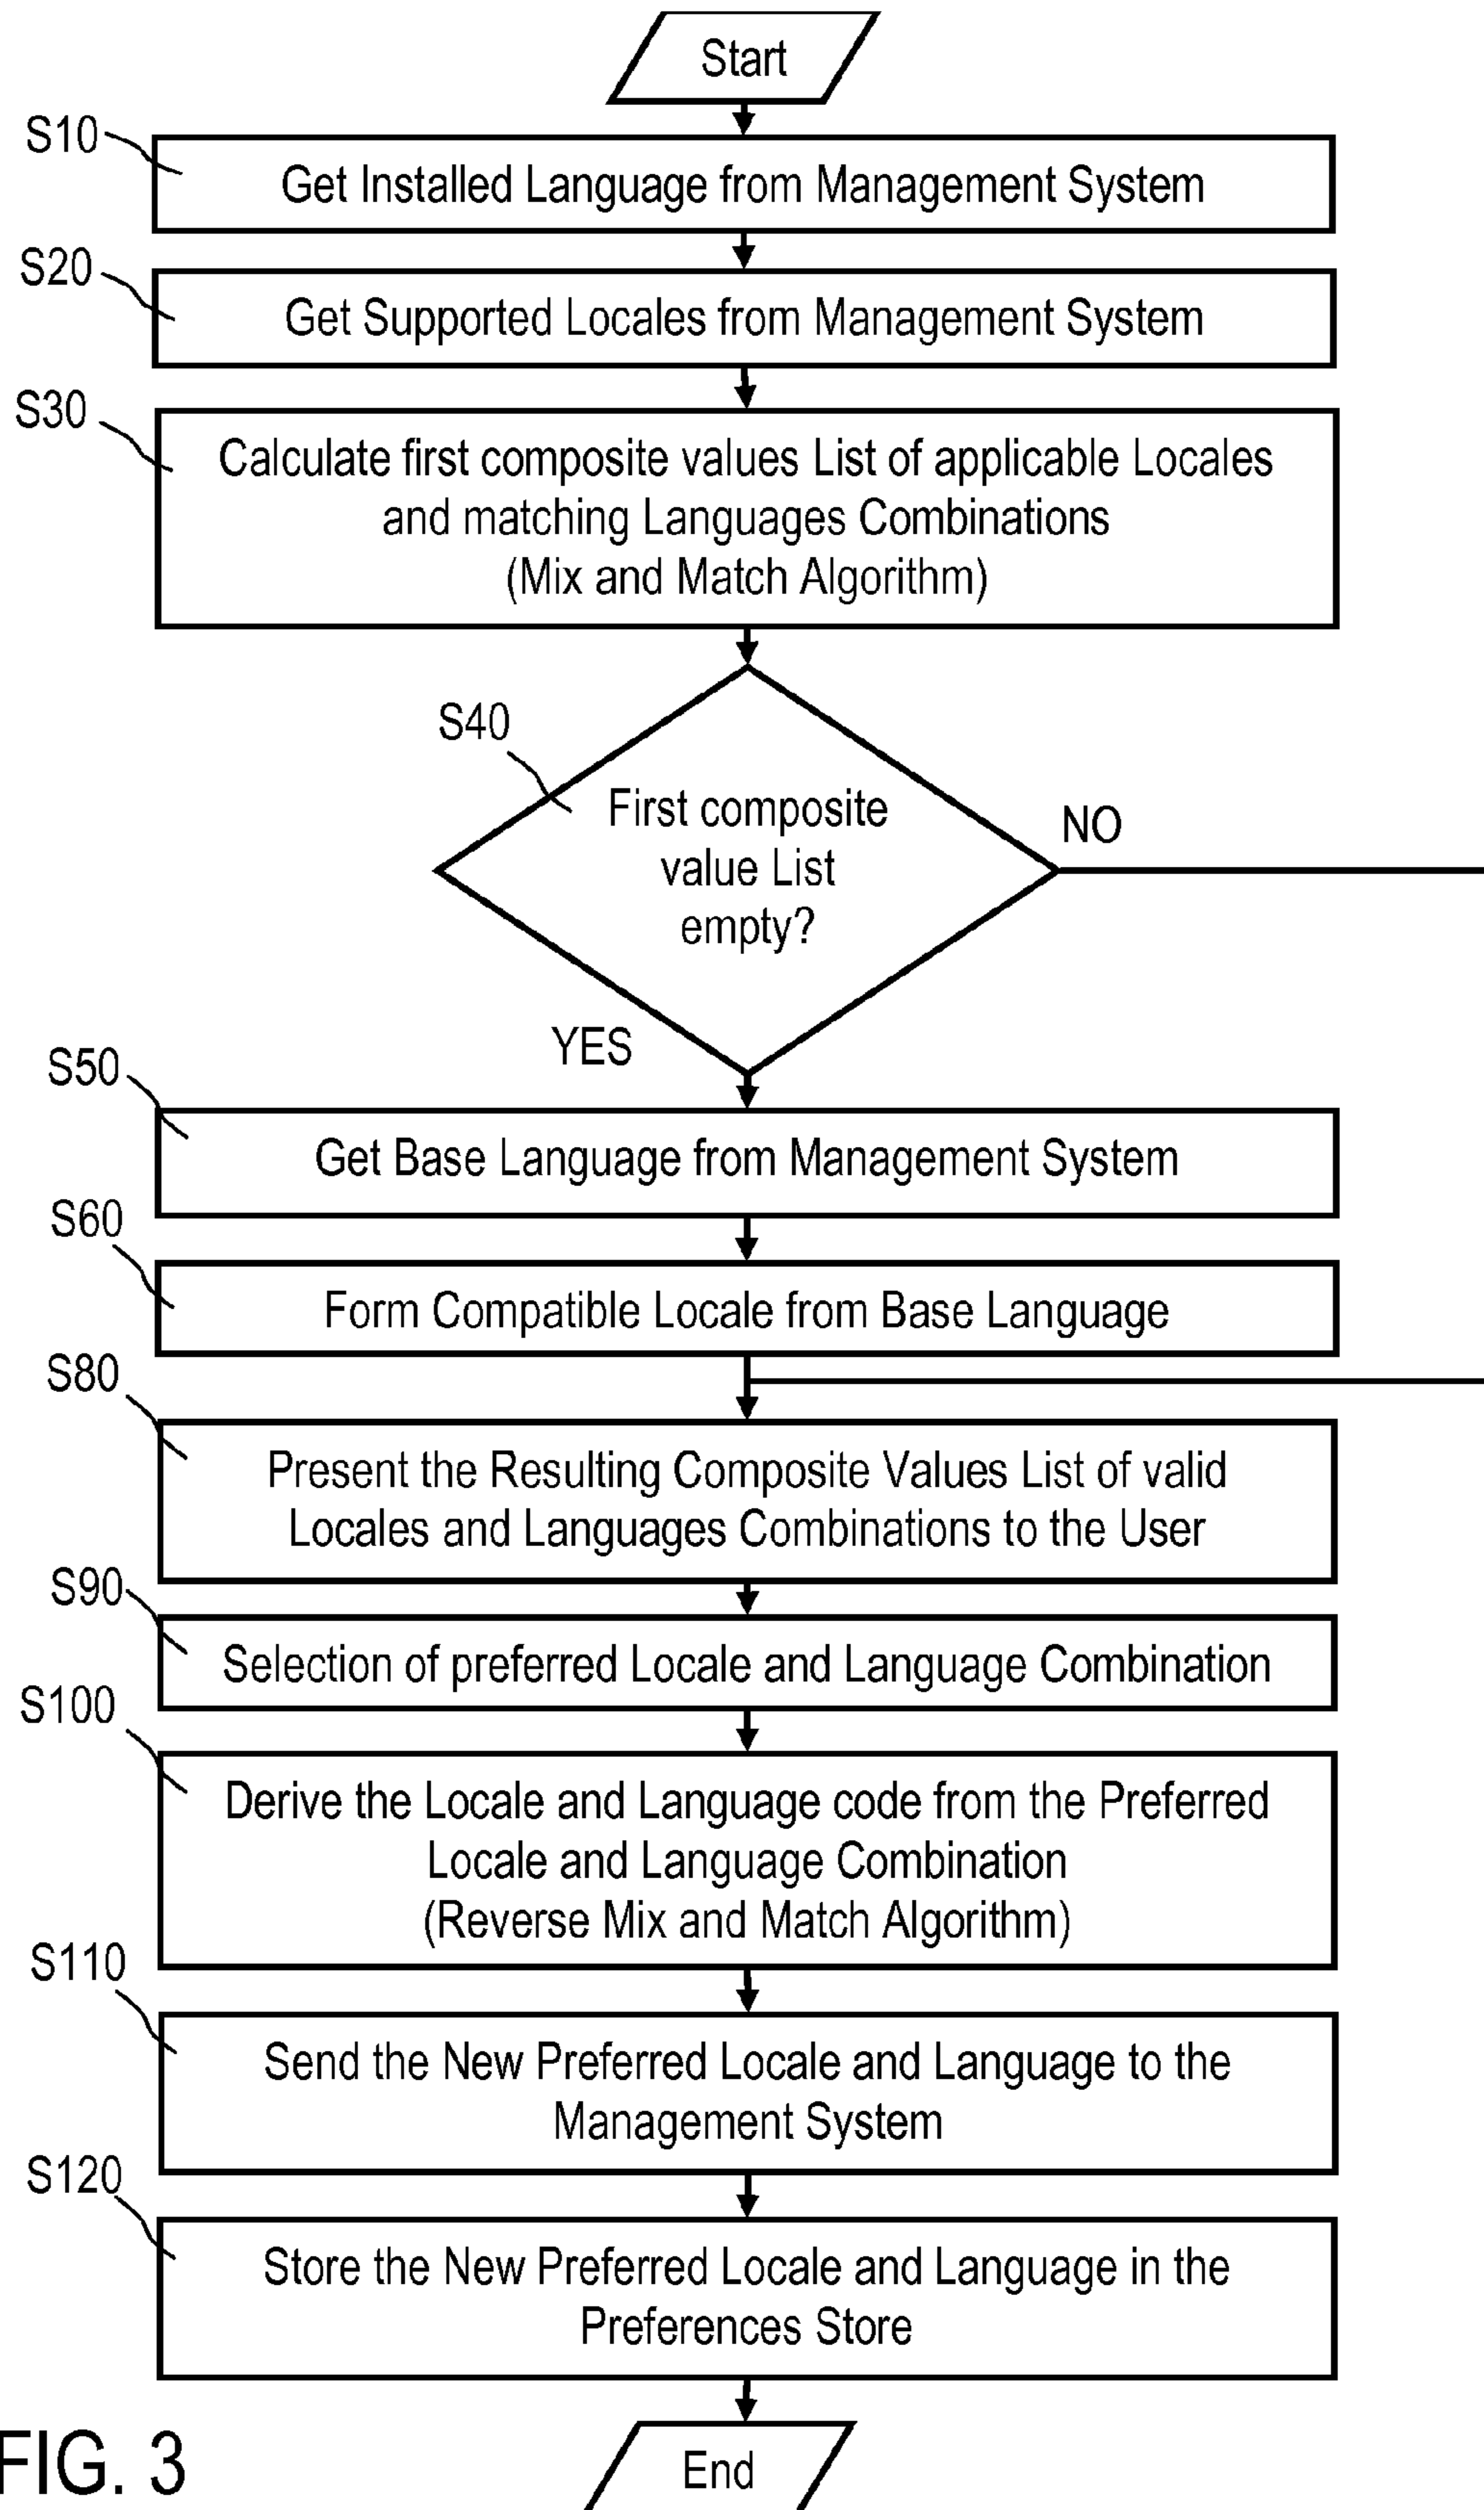 Start
S10
Get Installed Language from Management System
S20
Get Supported Locales from Management System
S30
Calculate first composite values List of applicable Locales
and matching Languages Combinations
(Mix and Match Algorithm)
S40
First composite
value List
empty?
NO
YES
S50
Get Base Language from Management System
S60
Form Compatible Locale from Base Language
S80
Present the Resulting Composite Values List of valid
Locales and Languages Combinations to the User
S90
Selection of preferred Locale and Language Combination
S100
Derive the Locale and Language code from the Preferred
Locale and Language Combination
(Reverse Mix and Match Algorithm)
S110
Send the New Preferred Locale and Language to the
Management System
S120
Store the New Preferred Locale and Language in the
Preferences Store
End
FIG. 3